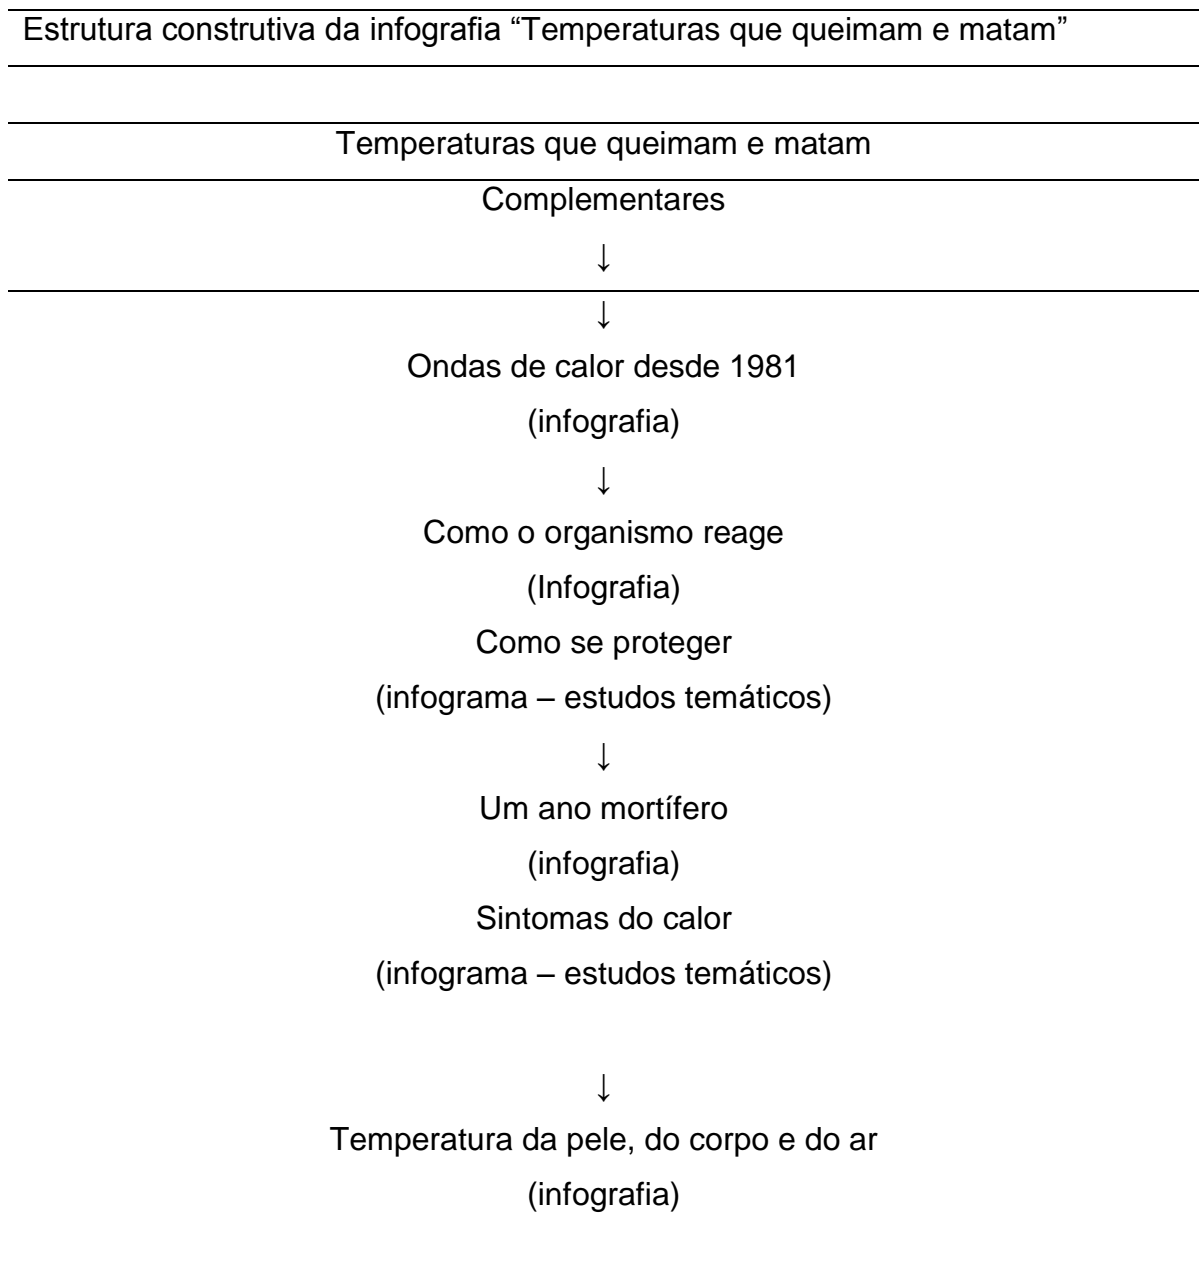 Estrutura construtiva da infografia “Temperaturas que queimam e matam”
Temperaturas que queimam e matam
Complementares
↓
↓
Ondas de calor desde 1981
(infografia)
↓
Como o organismo reage
(Infografia)
Como se proteger
(infograma – estudos temáticos)
↓
Um ano mortífero
(infografia)
Sintomas do calor
(infograma – estudos temáticos)
↓
Temperatura da pele, do corpo e do ar
(infografia)